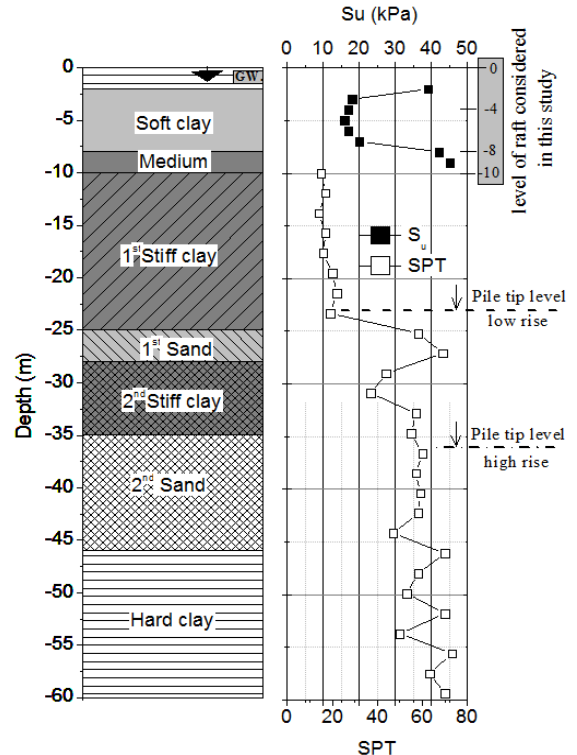 Su (kPa)
0 10 20 30 40 50
0
-5
-10
-15
-20
-25
-30
-35
-40
-45
-50
-55
-60
Depth (m)
GW.
Soft clay
Medium
1st Stiff clay
1st Sand
2nd Stiff clay
2nd Sand
Hard clay
0
-4
-8
-10
level of raft considered
in this study
Su
SPT
Pile tip level
low rise
Pile tip level
high rise
0 10 20 30 40 50 60 80
SPT